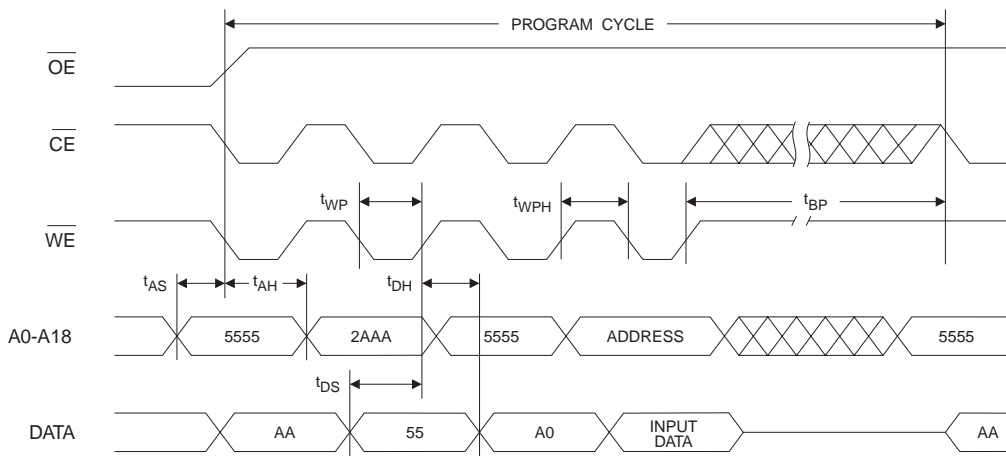 PROGRAM CYCLE
OE
CE
tWP
tWPH
tBP
WE
tAS
tAH
tDH
A0-A18
5555
2AAA
5555
ADDRESS
5555
tDS
DATA
AA
55
A0
INPUT
DATA
AA